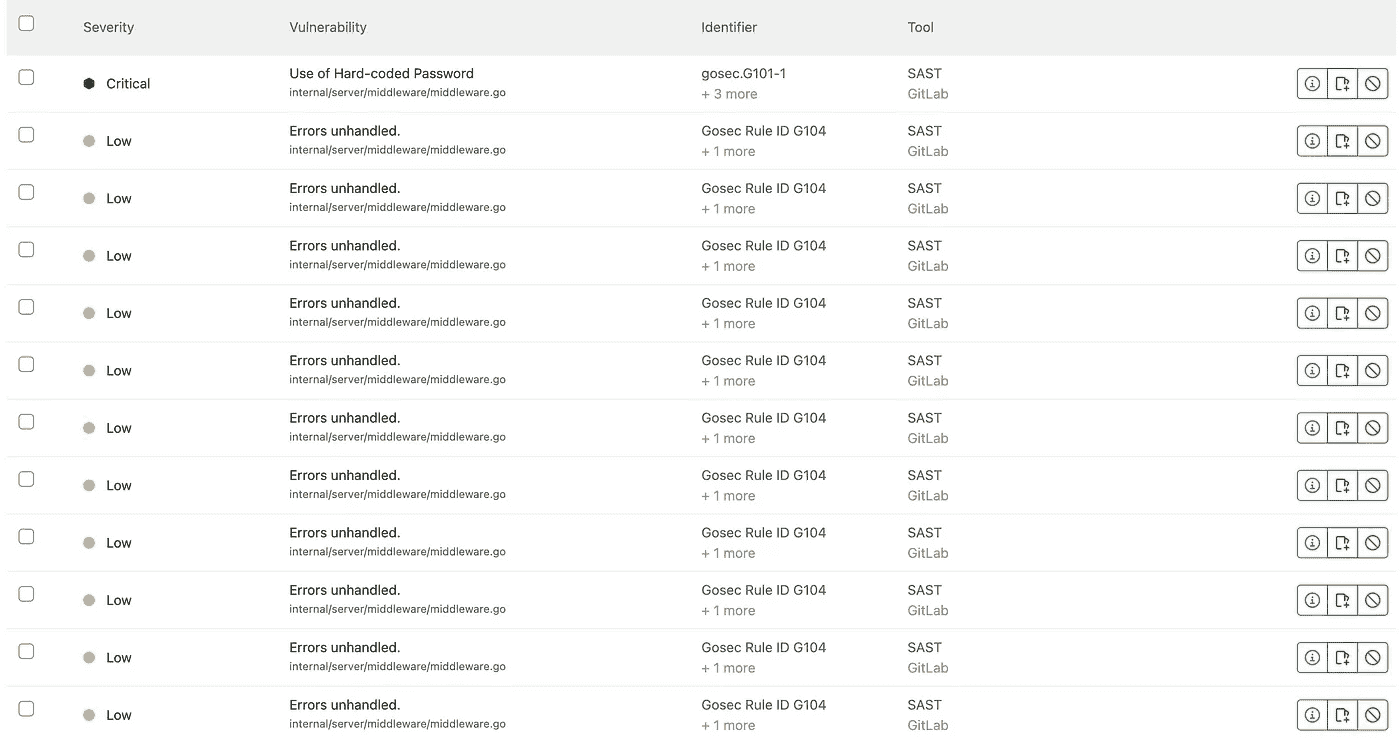 Severity Vulnerability Identifier Tool
Critical Use of Hard-coded Password gosec.G101-1 SAST
internal/server/middleware/middleware.go + 3 more GitLab
Low Errors unhandled. Gosec Rule ID G104 SAST
internal/server/middleware/middleware.go + 1 more GitLab
Low Errors unhandled. Gosec Rule ID G104 SAST
internal/server/middleware/middleware.go + 1 more GitLab
Low Errors unhandled. Gosec Rule ID G104 SAST
internal/server/middleware/middleware.go + 1 more GitLab
Low Errors unhandled. Gosec Rule ID G104 SAST
internal/server/middleware/middleware.go + 1 more GitLab
Low Errors unhandled. Gosec Rule ID G104 SAST
internal/server/middleware/middleware.go + 1 more GitLab
Low Errors unhandled. Gosec Rule ID G104 SAST
internal/server/middleware/middleware.go + 1 more GitLab
Low Errors unhandled. Gosec Rule ID G104 SAST
internal/server/middleware/middleware.go + 1 more GitLab
Low Errors unhandled. Gosec Rule ID G104 SAST
internal/server/middleware/middleware.go + 1 more GitLab
Low Errors unhandled. Gosec Rule ID G104 SAST
internal/server/middleware/middleware.go + 1 more GitLab
Low Errors unhandled. Gosec Rule ID G104 SAST
internal/server/middleware/middleware.go + 1 more GitLab
Low Errors unhandled. Gosec Rule ID G104 SAST
internal/server/middleware/middleware.go + 1 more GitLab